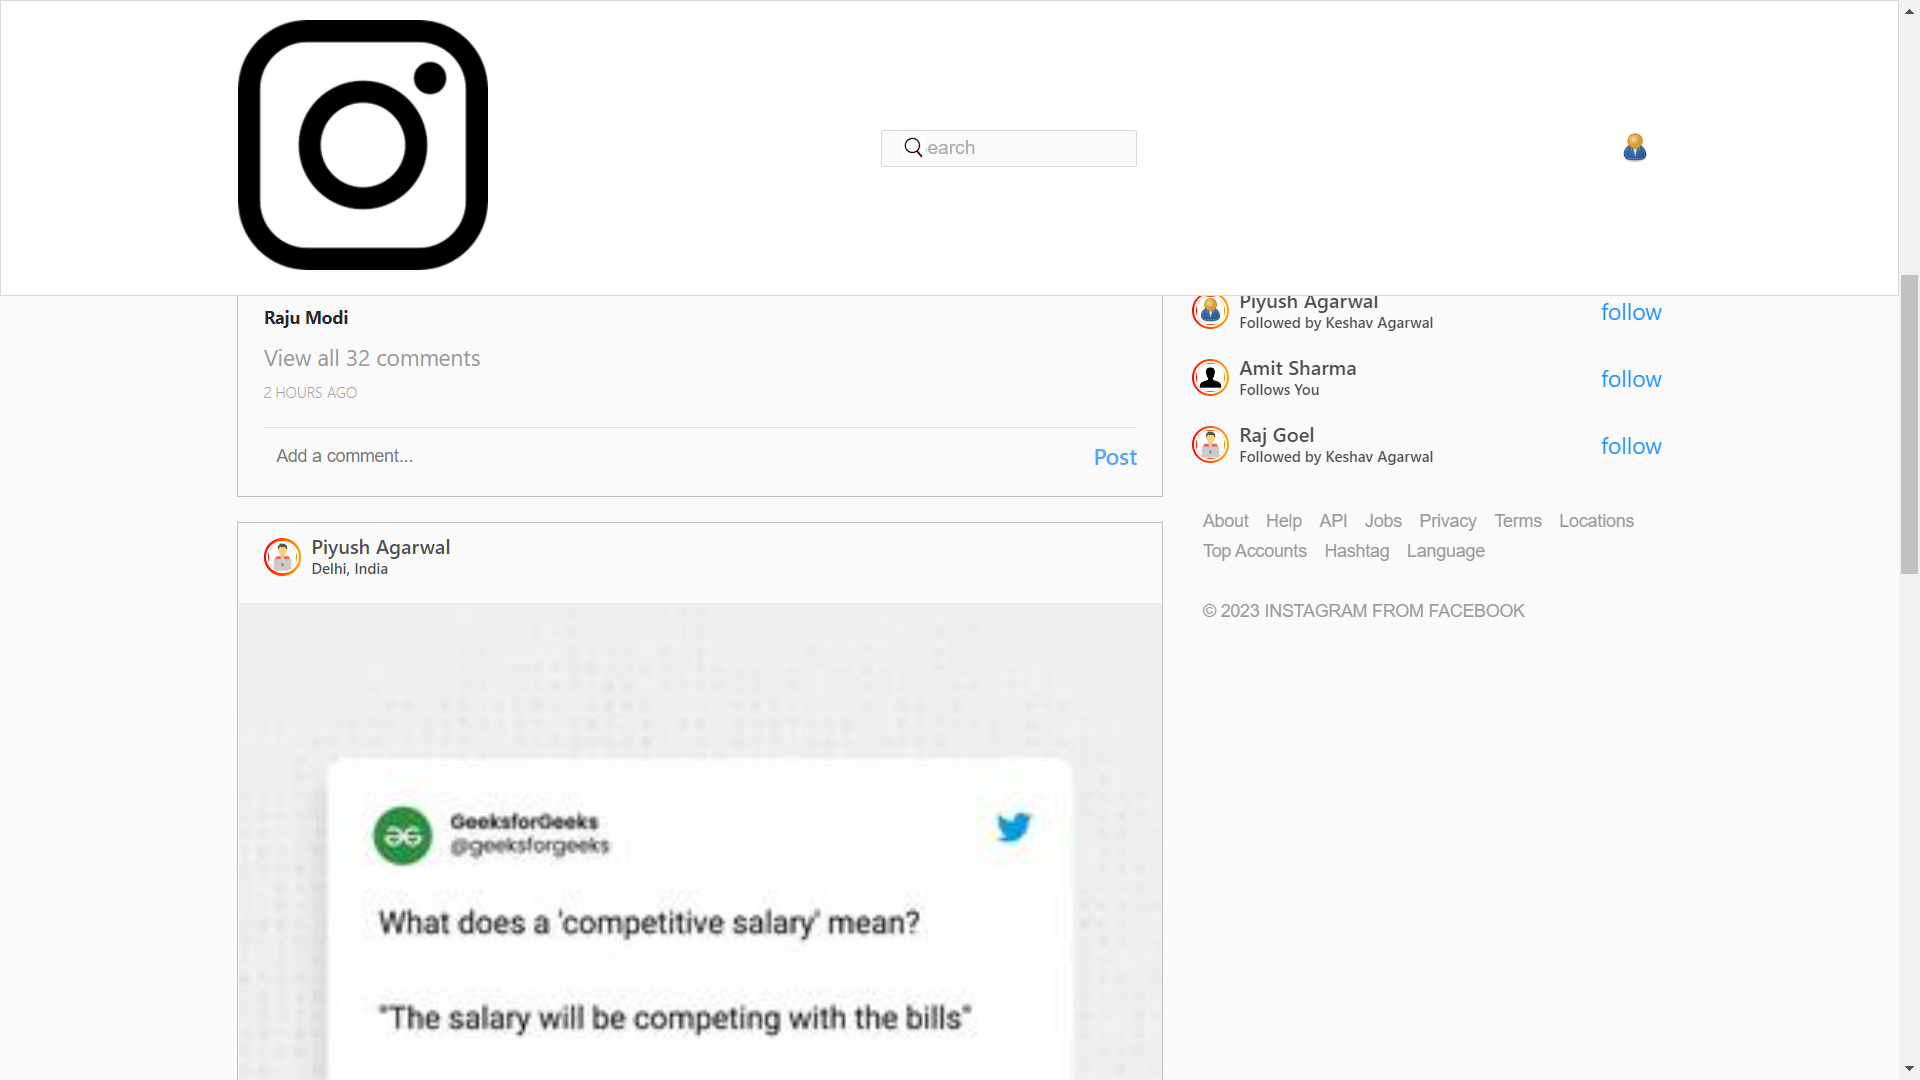 earch
Raju Modi
View all 32 comments
2 HOURS AGO
Add a comment...
Post
Piyush Agarwal
Delhi, India
GeeksforGeeks
@geeksforgeeks
What does a 'competitive salary' mean?
"The salary will be competing with the bills"
Piyush Agarwal
Followed by Keshav Agarwal
follow
Amit Sharma
Follows You
follow
Raj Goel
Followed by Keshav Agarwal
follow
About Help API Jobs Privacy Terms Locations
Top Accounts Hashtag Language
© 2023 INSTAGRAM FROM FACEBOOK